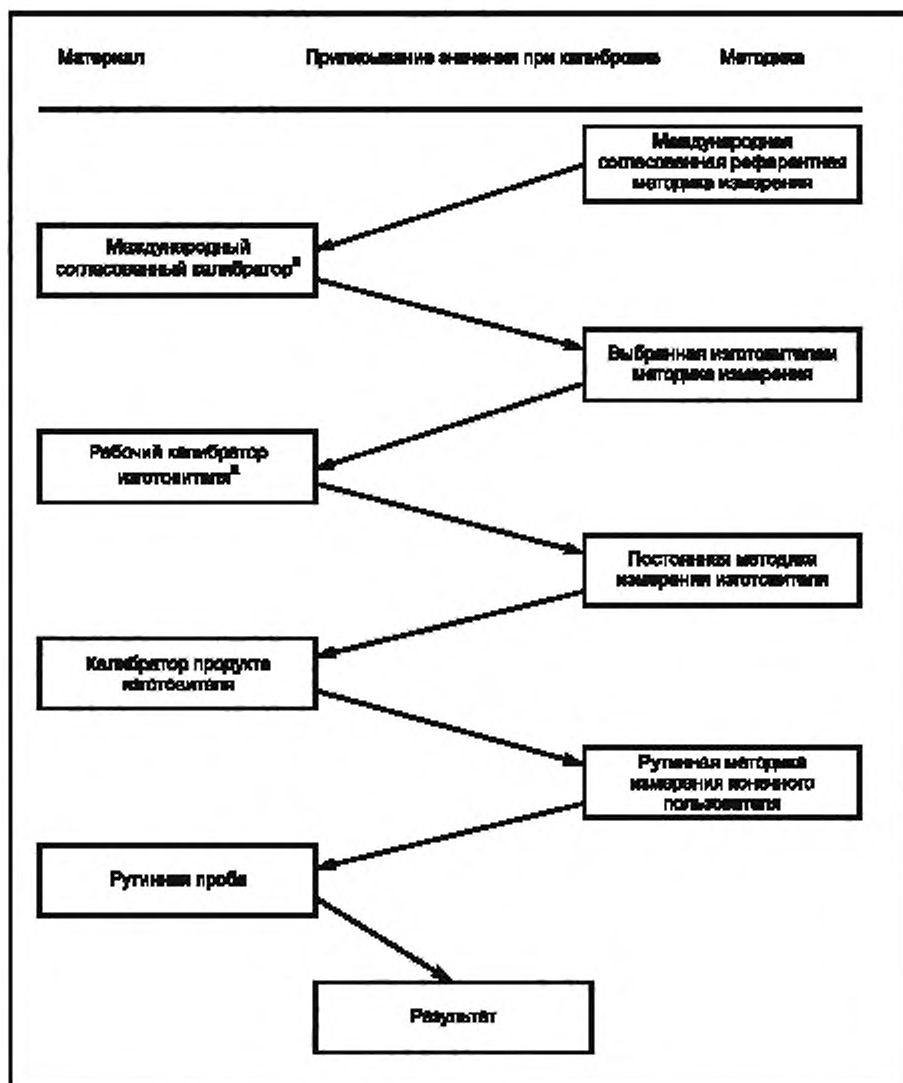 Материал Приписывание значения при калибровке Методика
Международная
согласованная референтная
методика измерения
Международный
согласованный калибратор a
Выбранная изготовителем
методика измерения
Рабочий калибратор
изготовителя a
Постоянная методика
измерения изготовителя
Калибратор продукта
изготовителя
Рутинная методика
измерения конечного
пользователя
Рутинная проба
Результат